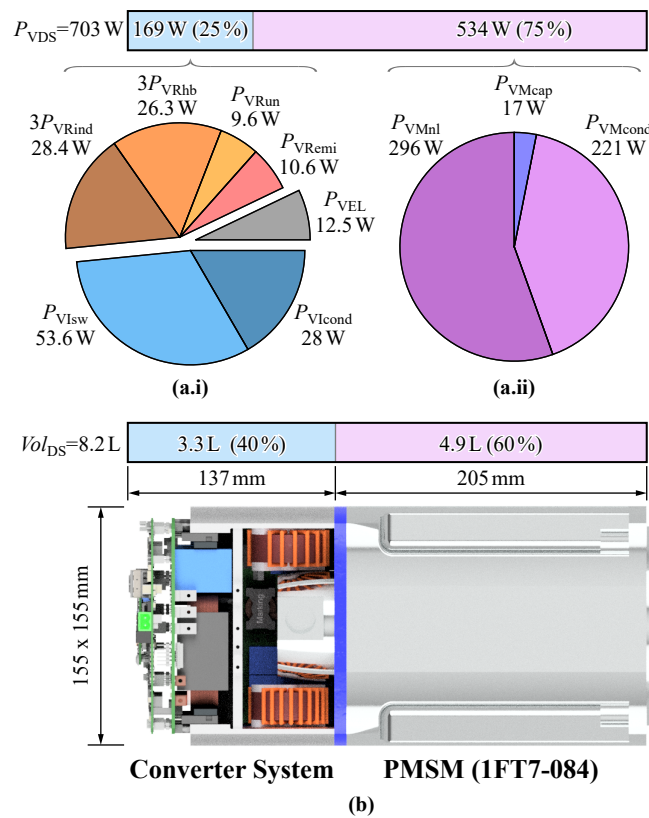 P_VDS=703 W
169 W (25 %)
534 W (75 %)
3P_VRhb
26.3 W
P_VRun
9.6 W
P_VMcap
17 W
3P_VRind
28.4 W
P_VRemi
10.6 W
P_VMnl
296 W
P_VMcond
221 W
P_VEL
12.5 W
P_VIsw
53.6 W
P_VIcond
28 W
(a.i)
(a.ii)
Vol_DS=8.2 L
3.3 L (40 %)
4.9 L (60 %)
137 mm
205 mm
155 x 155 mm
Marking
Converter System
PMSM (1FT7-084)
(b)